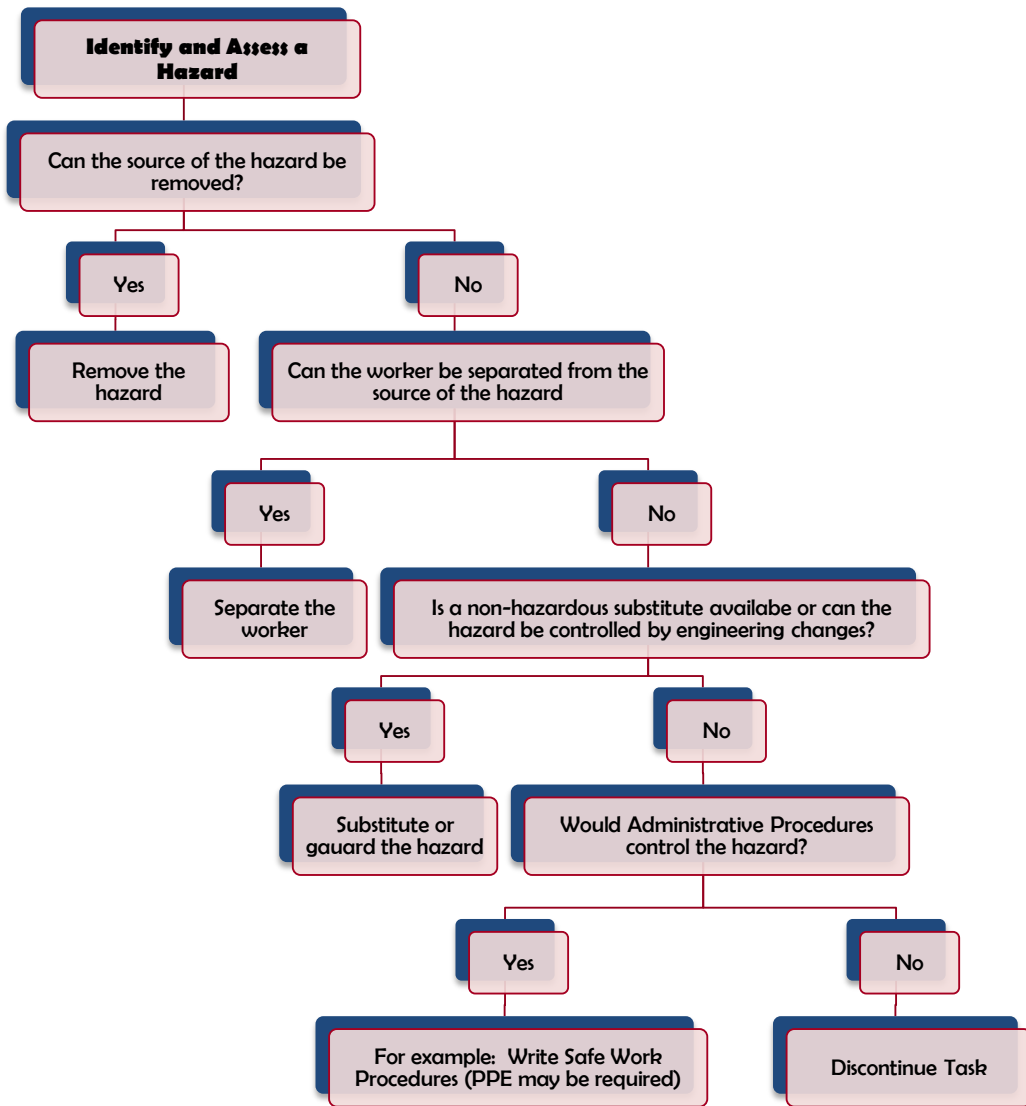 Identify and Assess a
Hazard
Can the source of the hazard be
removed?
Yes
No
Remove the
hazard
Can the worker be separated from the
source of the hazard
Yes
No
Separate the
worker
Is a non-hazardous substitute availabe or can the
hazard be controlled by engineering changes?
Yes
No
Substitute or
gauard the hazard
Would Administrative Procedures
control the hazard?
Yes
No
For example:  Write Safe Work
Procedures (PPE may be required)
Discontinue Task